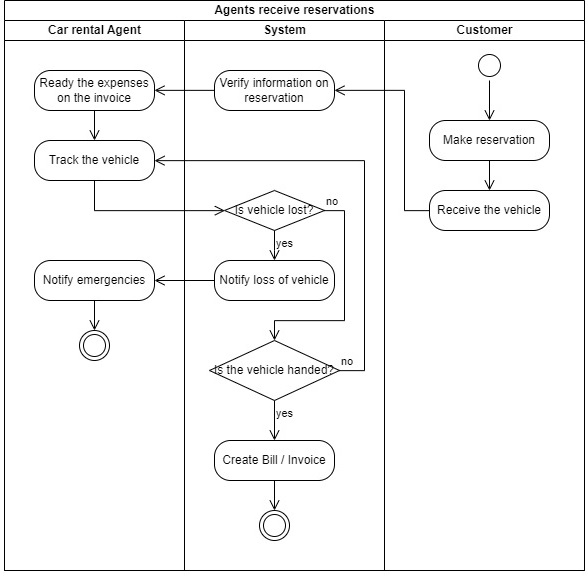 Agents receive reservations
Car rental Agent
System
Customer
Ready the expenses
on the invoice
Verify information on
reservation
Make reservation
Track the vehicle
Is vehicle lost?
no
yes
Receive the vehicle
Notify emergencies
Notify loss of vehicle
Is the vehicle handed?
no
yes
Create Bill / Invoice